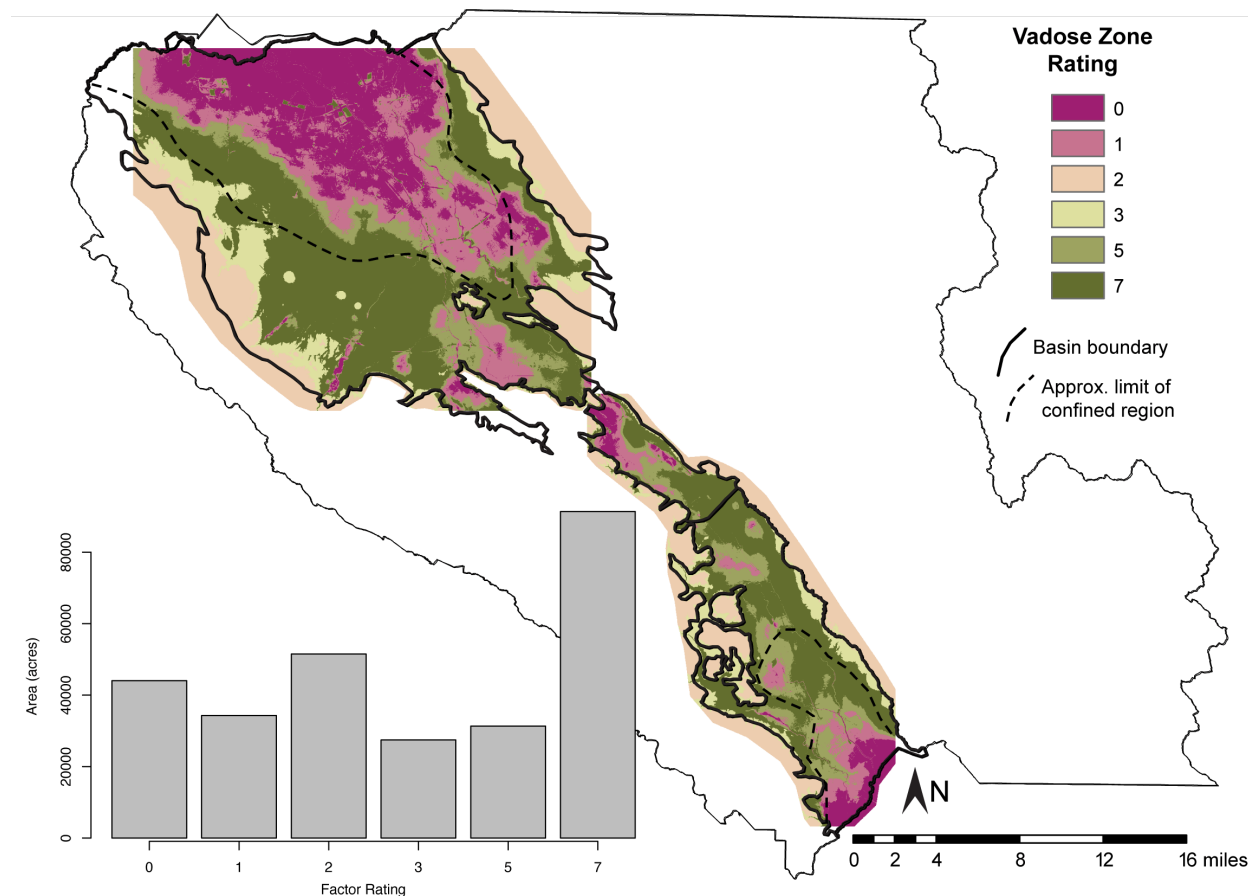 Vadose Zone
Rating
0
1
2
3
5
7
Basin boundary
Approx. limit of
confined region
N
0 2 4 8 12 16 miles
Area (acres)
80000
60000
40000
20000
0
0 1 2 3 5 7
Factor Rating